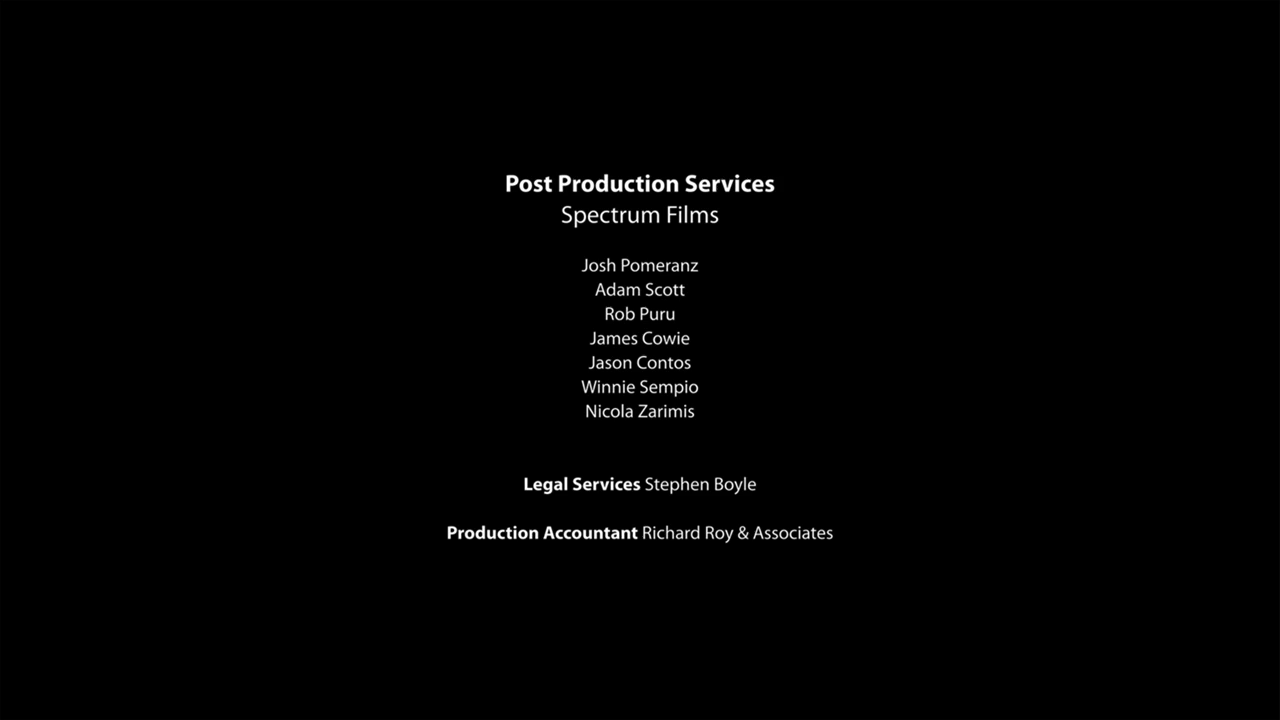 Post Production Services
Spectrum Films
Josh Pomeranz
Adam Scott
Rob Puru
James Cowie
Jason Contos
Winnie Sempio
Nicola Zarimis
Legal Services Stephen Boyle
Production Accountant Richard Roy & Associates